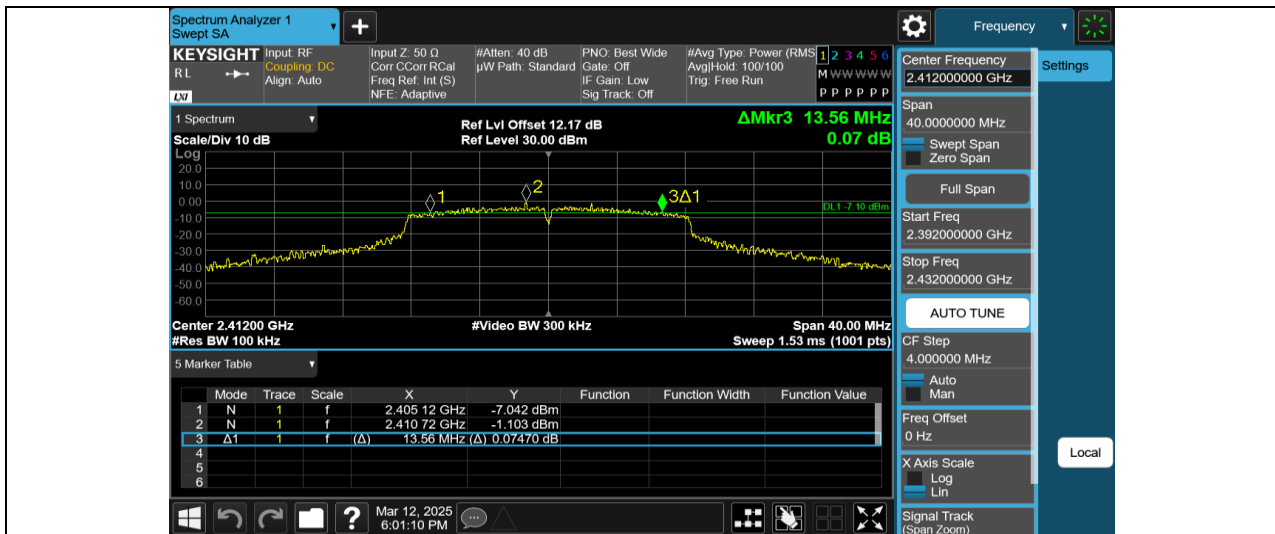 Spectrum Analyzer 1
Swept SA
+
Frequency
KEYSIGHT
RL
LXI
Input: RF
Coupling: DC
Align: Auto
Input Z: 50 Ω
Corr CCorr RCal
Freq Ref: Int (S)
NFE: Adaptive
#Atten: 40 dB
µW Path: Standard
PNO: Best Wide
Gate: Off
IF Gain: Low
Sig Track: Off
#Avg Type: Power (RMS
Avg|Hold: 100/100
Trig: Free Run
1 2 3 4 5 6
M W W W W W
P P P P P P
1 Spectrum
Scale/Div 10 dB
Ref Lvl Offset 12.17 dB
Ref Level 30.00 dBm
ΔMkr3 13.56 MHz
0.07 dB
Log
20.0
10.0
0.00
-10.0
-20.0
-30.0
-40.0
-50.0
-60.0
1
2
3Δ1
DL1 -7.10 dBm
Center 2.41200 GHz
#Video BW 300 kHz
Span 40.00 MHz
#Res BW 100 kHz
Sweep 1.53 ms (1001 pts)
5 Marker Table
Mode Trace Scale X Y Function Function Width Function Value
1 N 1 f 2.405 12 GHz -7.042 dBm
2 N 1 f 2.410 72 GHz -1.103 dBm
3 Δ1 1 f (Δ) 13.56 MHz (Δ) 0.07470 dB
4
5
6
?
Mar 12, 2025
6:01:10 PM
Center Frequency
2.412000000 GHz
Settings
Span
40.0000000 MHz
Swept Span
Zero Span
Full Span
Start Freq
2.392000000 GHz
Stop Freq
2.432000000 GHz
AUTO TUNE
CF Step
4.000000 MHz
Auto
Man
Freq Offset
0 Hz
Local
X Axis Scale
Log
Lin
Signal Track
(Span Zoom)